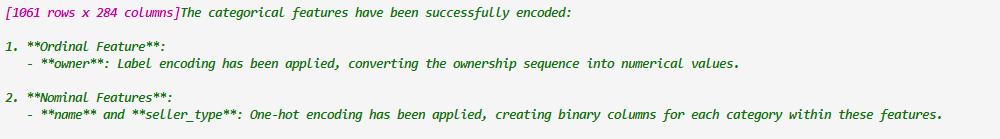 [1061 rows x 284 columns]The categorical features have been successfully encoded:
1. **Ordinal Feature**:
- **owner**: Label encoding has been applied, converting the ownership sequence into numerical values.
2. **Nominal Features**:
- **name** and **seller_type**: One-hot encoding has been applied, creating binary columns for each category within these features.